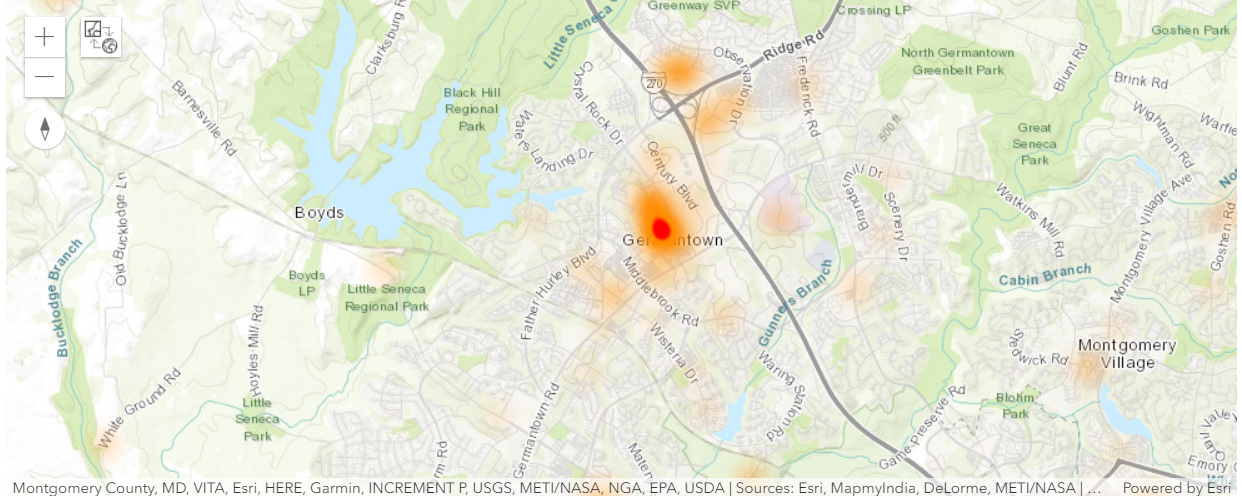 Greenway SVP
Crossing LP
Little Seneca
Clarksburg R
Goshen Park
Ridge Rd
Observation Dr
North Germantown
Greenbelt Park
Blunt Rd
Brink Rd
270
Frederick Rd
Crystal Rock Dr
Barnesville Rd
Black Hill
Regional
Park
Wightman Rd
Warfie
500 ft
Great
Seneca
Park
Waters Landing Dr
Century Blvd
Brandermill Dr
Scenery Dr
Watkins Mill Rd
Montgomery Village Ave
Goshen Rd
Boyds
Old Bucklodge Ln
Germantown
Bucklodge Branch
Boyds
LP
Little Seneca
Regional Park
Father Hurley Blvd
Middlebrook Rd
Gunners Branch
Cabin Branch
Hoyles Mill Rd
Wisteria Dr
Stedwick Rd
Montgomery
Village
Waring Station Rd
White Ground Rd
Little
Seneca
Park
Germantown Rd
Game Preserve Rd
Blohm
Park
Emory
Montgomery County, MD, VITA, Esri, HERE, Garmin, INCREMENT P, USGS, METI/NASA, NGA, EPA, USDA | Sources: Esri, MapmyIndia, DeLorme, METI/NASA | ... Powered by Esri